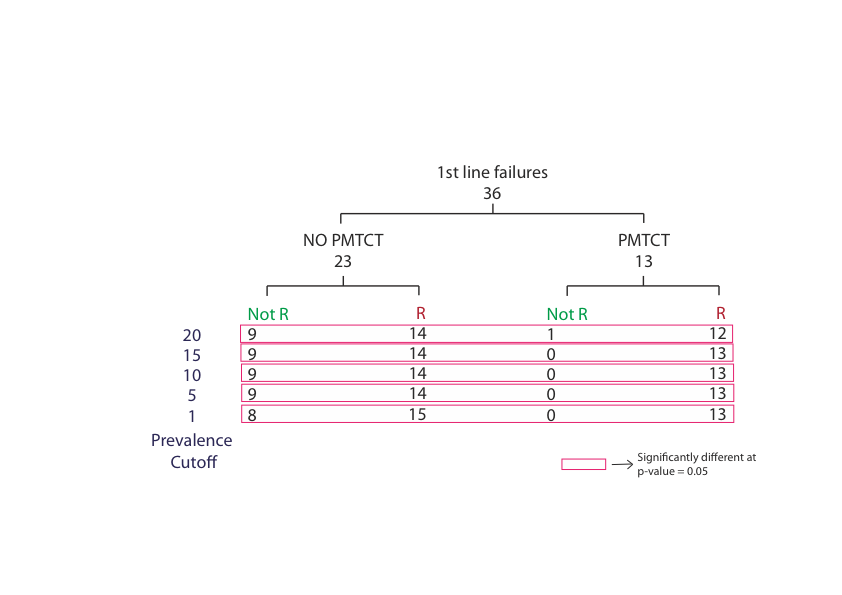 1st line failures
36
NO PMTCT PMTCT
23 13
Not R R Not R R
20 9 14 1 12
15 9 14 0 13
10 9 14 0 13
5 9 14 0 13
1 8 15 0 13
Prevalence
Cutoff
Significantly different at
p-value = 0.05